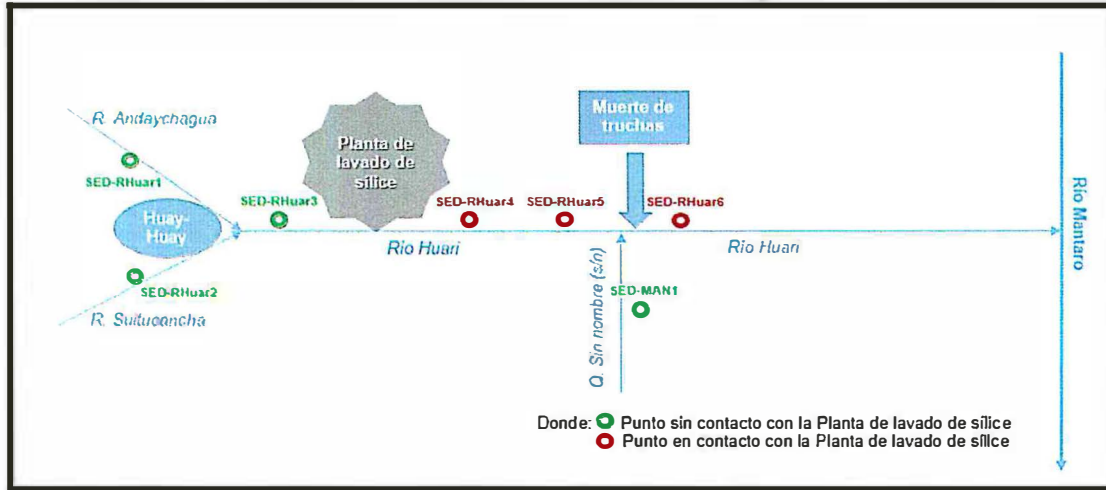 R. Andaychagua
SED-RHuar1
Huay-
Huay
SED-RHuar2
R. Suitucancha
SED-RHuar3
Planta de
lavado de
sílice
SED-RHuar4
SED-RHuar5
Muerte de
truchas
SED-RHuar6
Río Huari
Río Huari
Q. Sin nombre (s/n)
SED-MAN1
Río Mantaro
Donde: Punto sin contacto con la Planta de lavado de sílice
Punto en contacto con la Planta de lavado de sílice